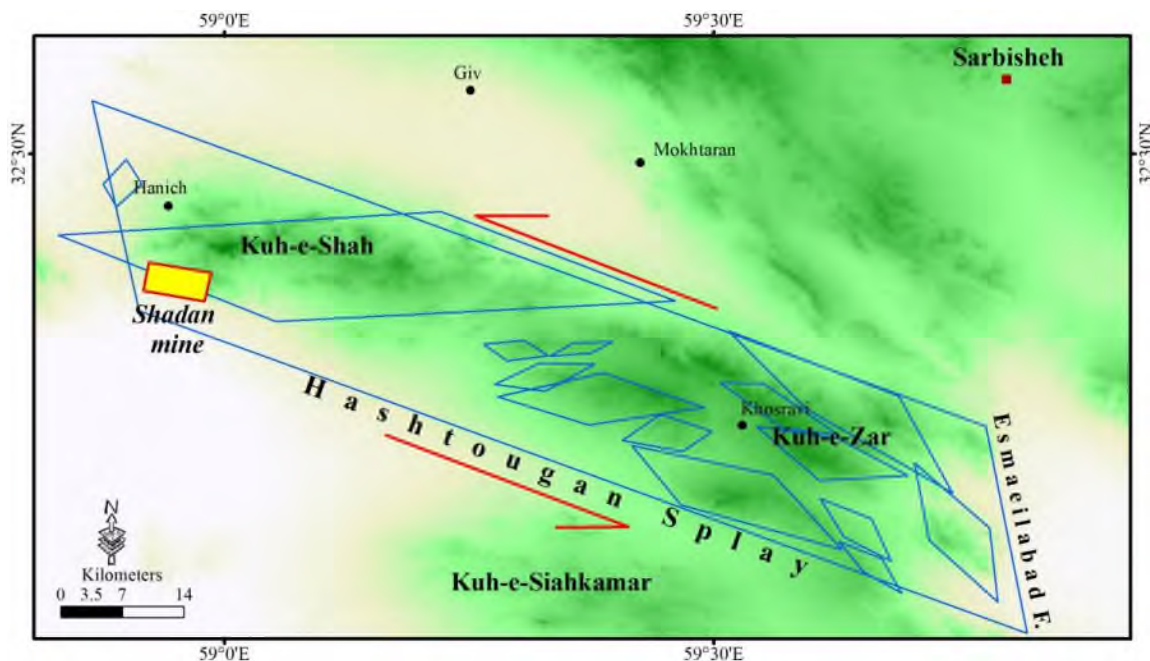 59°0'E
59°30'E
Sarbisheh
Giv
32°30'N
Mokhtaran
32°30'N
Hanich
Kuh-e-Shah
Shadan
mine
Khosravi
Kuh-e-Zar
Hashtougan Splay
Esmaeilabad F.
N
Kilometers
0 3.5 7 14
Kuh-e-Siahkamar
59°0'E
59°30'E